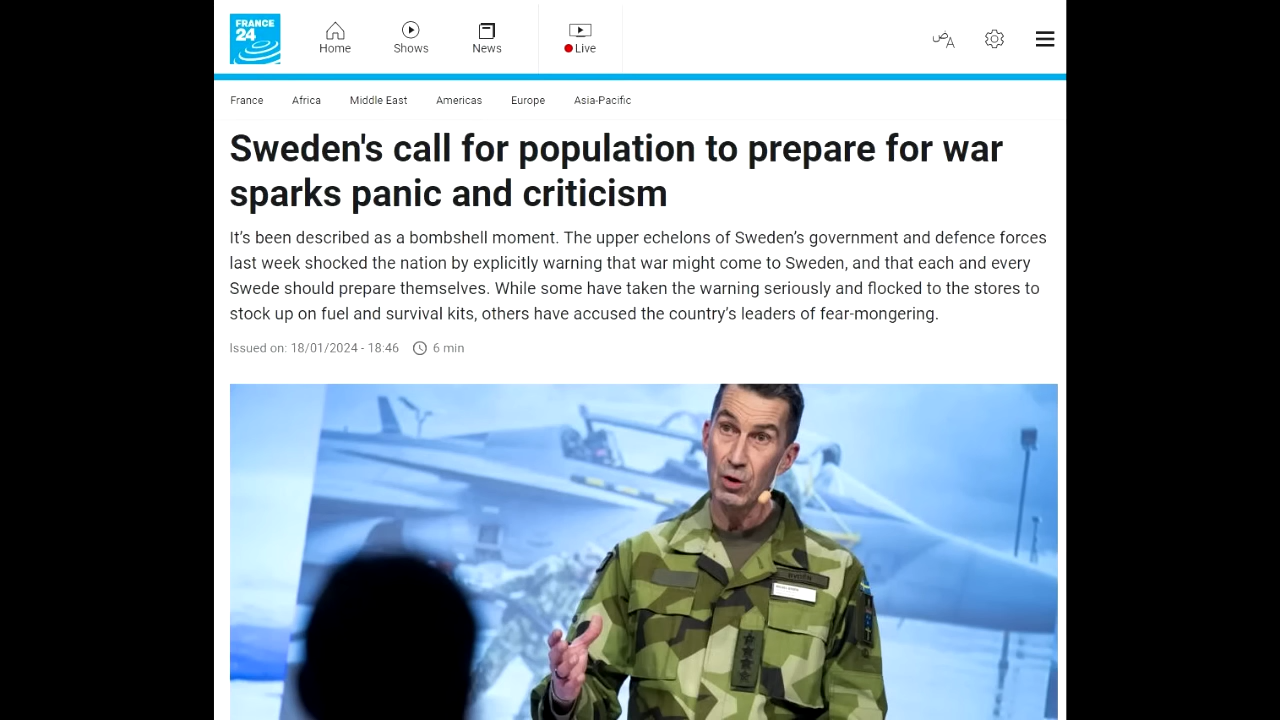 FRANCE
24
Home
Shows
News
Live
France
Africa
Middle East
Americas
Europe
Asia-Pacific
Sweden's call for population to prepare for war
sparks panic and criticism
It’s been described as a bombshell moment. The upper echelons of Sweden’s government and defence forces
last week shocked the nation by explicitly warning that war might come to Sweden, and that each and every
Swede should prepare themselves. While some have taken the warning seriously and flocked to the stores to
stock up on fuel and survival kits, others have accused the country’s leaders of fear-mongering.
Issued on: 18/01/2024 - 18:46
6 min